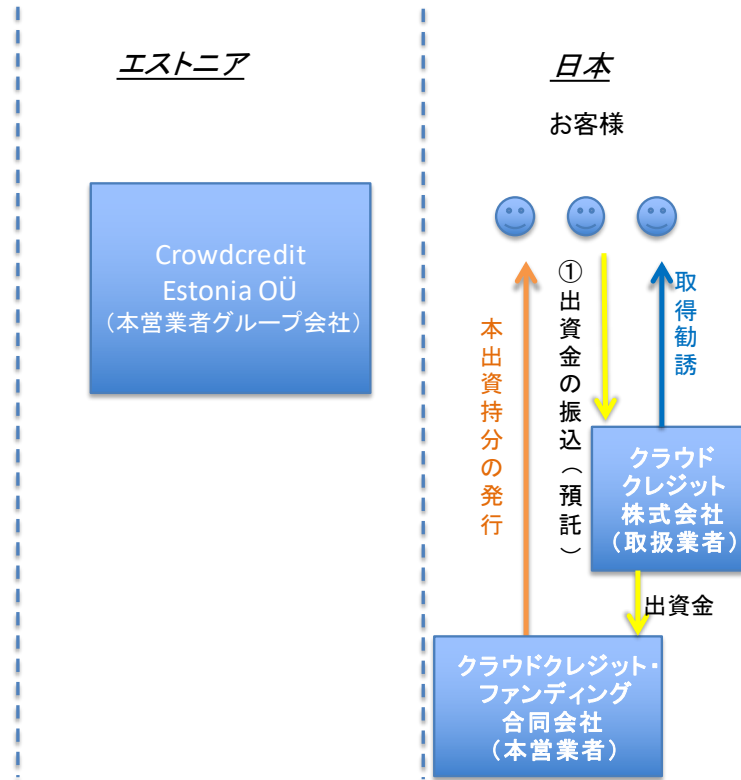 エストニア
日本
お客様
Crowdcredit
Estonia OÜ
（本営業者グループ会社）
本出資持分の発行
①出資金の振込（預託）
取得勧誘
クラウド
クレジット
株式会社
（取扱業者）
出資金
クラウドクレジット・
ファンディング
合同会社
（本営業者）